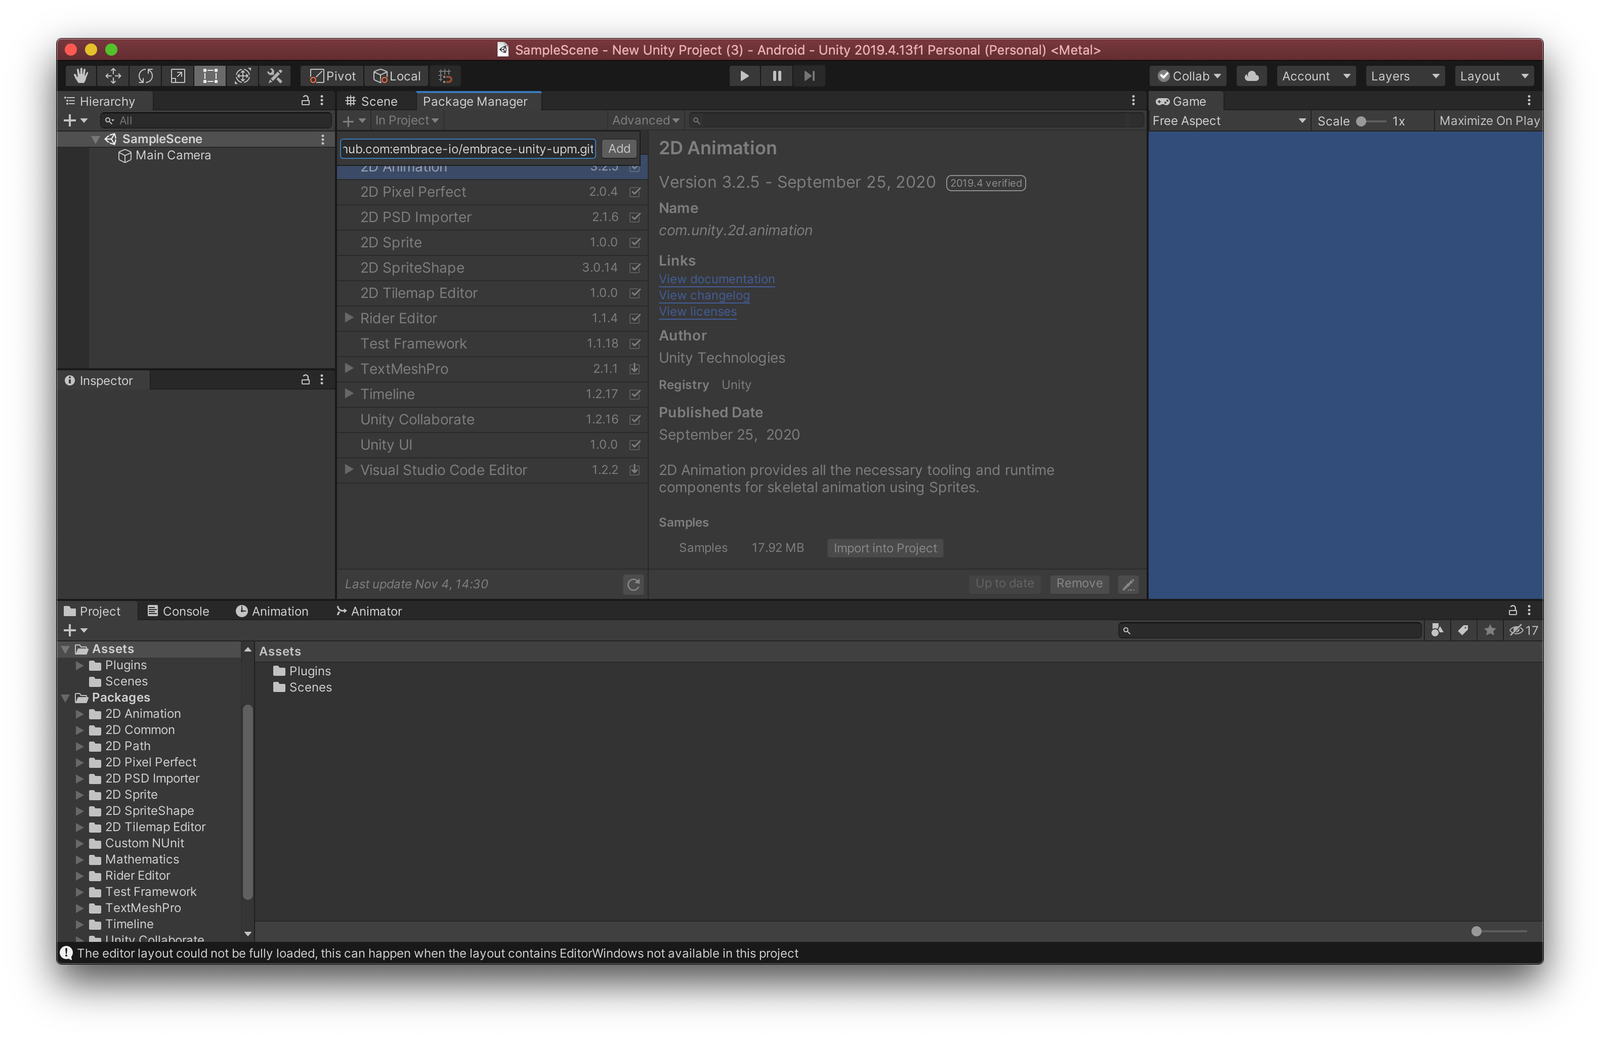 SampleScene - New Unity Project (3) - Android - Unity 2019.4.13f1 Personal (Personal) <Metal>
Pivot Local Collab Account Layers Layout
Hierarchy
All
SampleScene
Main Camera
Inspector
Scene Package Manager
In Project Advanced
hub.com:embrace-io/embrace-unity-upm.git Add
2D Animation 3.2.5
2D Pixel Perfect 2.0.4
2D PSD Importer 2.1.6
2D Sprite 1.0.0
2D SpriteShape 3.0.14
2D Tilemap Editor 1.0.0
Rider Editor 1.1.4
Test Framework 1.1.18
TextMeshPro 2.1.1
Timeline 1.2.17
Unity Collaborate 1.2.16
Unity UI 1.0.0
Visual Studio Code Editor 1.2.2
Last update Nov 4, 14:30
2D Animation
Version 3.2.5 - September 25, 2020 2019.4 verified
Name
com.unity.2d.animation
Links
View documentation
View changelog
View licenses
Author
Unity Technologies
Registry Unity
Published Date
September 25, 2020
2D Animation provides all the necessary tooling and runtime
components for skeletal animation using Sprites.
Samples
Samples 17.92 MB Import into Project
Up to date Remove
Game
Free Aspect Scale 1x Maximize On Play
Project Console Animation Animator
17
Assets
Plugins
Scenes
Packages
2D Animation
2D Common
2D Path
2D Pixel Perfect
2D PSD Importer
2D Sprite
2D SpriteShape
2D Tilemap Editor
Custom NUnit
Mathematics
Rider Editor
Test Framework
TextMeshPro
Timeline
Unity Collaborate
Assets
Plugins
Scenes
The editor layout could not be fully loaded, this can happen when the layout contains EditorWindows not available in this project